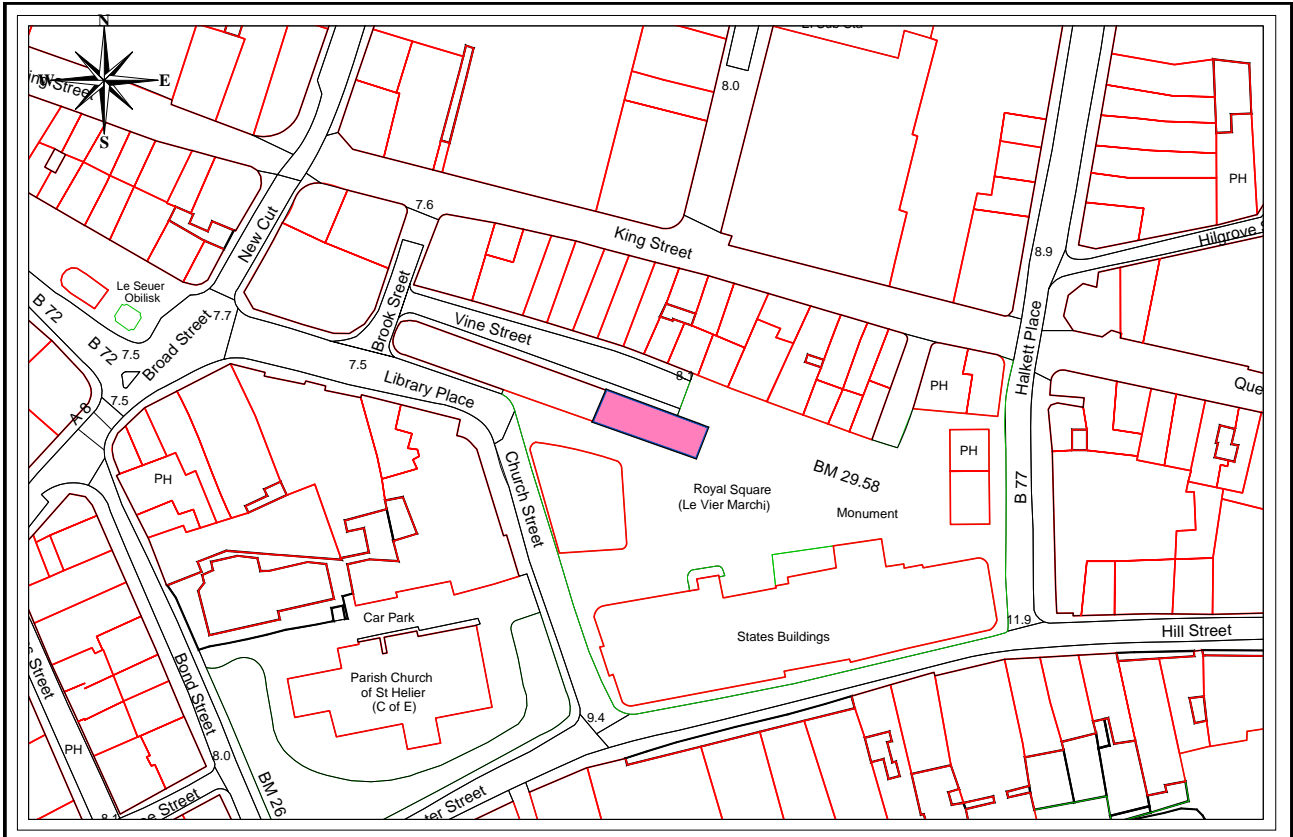 N
W
E
S
8.0
PH
7.6
King Street
New Cut
8.9
Le Seuer
Obilisk
B 72
B 72
7.5
7.5
A 8
Broad Street
7.7
Brook Sreet
Vine Street
7.5
Library Place
8.1
PH
Halkett Place
PH
PH
Church Street
Royal Square
(Le Vier Marchi)
BM 29.58
Monument
B 77
Car Park
States Buildings
11.9
Hill Street
Parish Church
of St Helier
(C of E)
Bond Street
9.4
PH
8.0
BM 26
Street
Street
Street
Street
Hilgrove